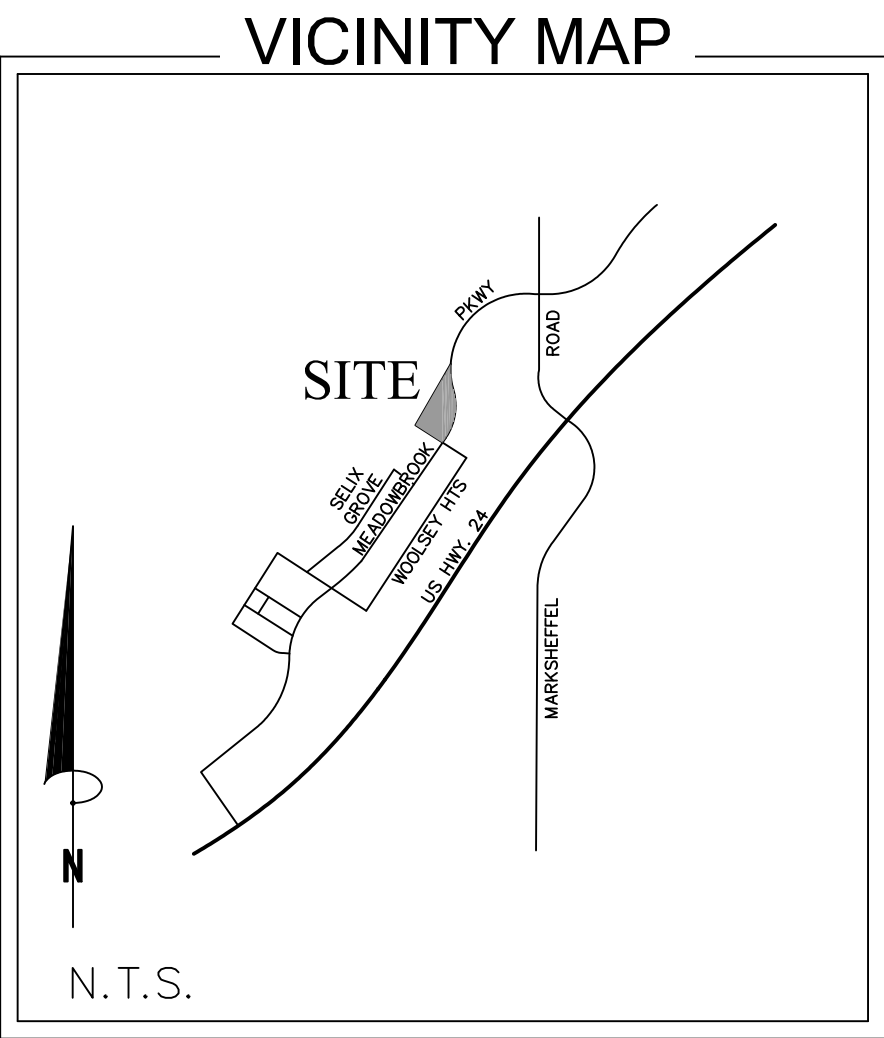 VICINITY MAP
PKWY
ROAD
SITE
SELIX
GROVE
MEADOWBROOK
WOOLSEY HTS
US HWY. 24
MARKSHEFFEL
N
N.T.S.